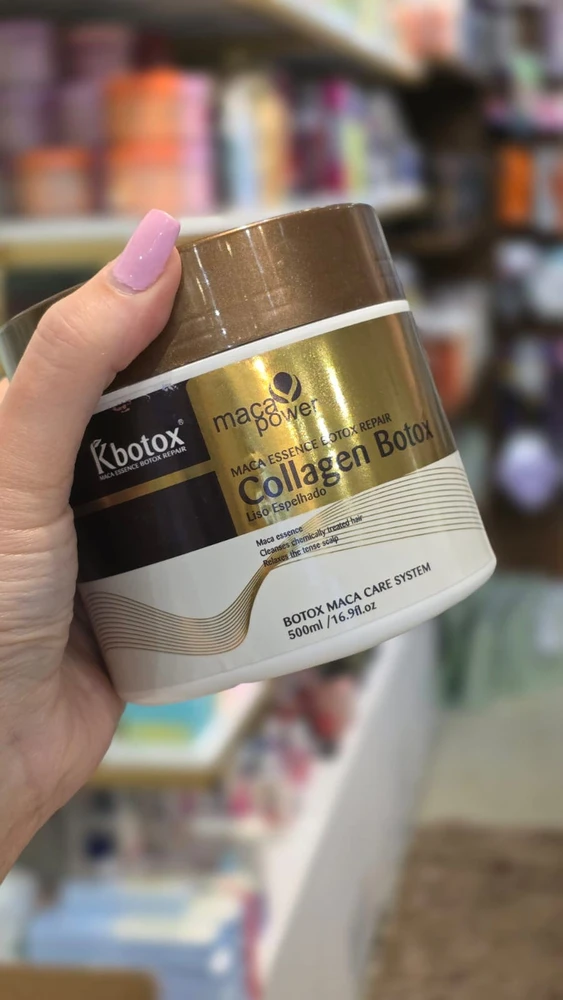 Kbotox®
MACA ESSENCE BOTOX REPAIR
maca
power
MACA ESSENCE BOTOX REPAIR
Collagen Botox
Liso Espelhado
Maca essence
Cleanses chemically treated hair
Relaxes the tense scalp
BOTOX MACA CARE SYSTEM
500ml /16.9fl.oz